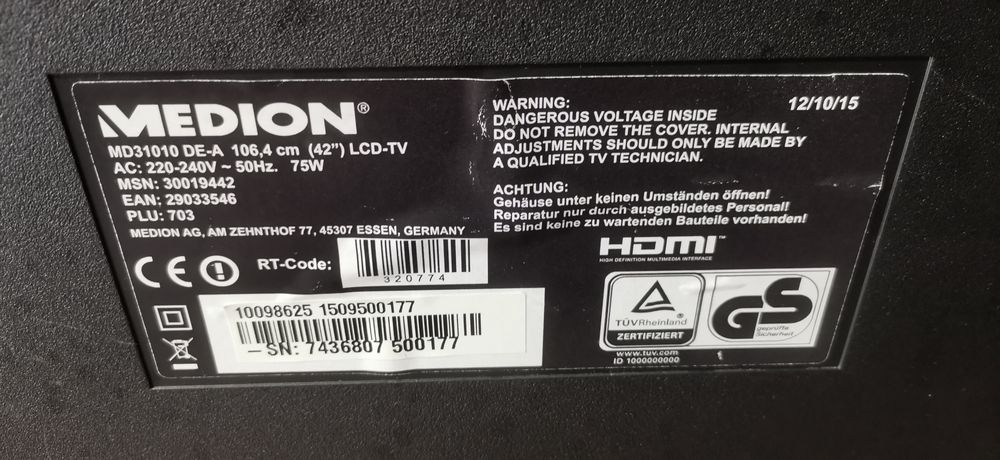 MEDION®
MD31010 DE-A 106,4 cm (42”) LCD-TV
AC: 220-240V ~ 50Hz. 75W
MSN: 30019442
EAN: 29033546
PLU: 703
MEDION AG, AM ZEHNTHOF 77, 45307 ESSEN, GERMANY
CE
RT-Code:
320774
10098625 1509500177
SN: 7436807 500177
12/10/15
WARNING:
DANGEROUS VOLTAGE INSIDE
DO NOT REMOVE THE COVER. INTERNAL
ADJUSTMENTS SHOULD ONLY BE MADE BY
A QUALIFIED TV TECHNICIAN.
ACHTUNG:
Gehäuse unter keinen Umständen öffnen!
Reparatur nur durch ausgebildetes Personal!
Es sind keine zu wartenden Bauteile vorhanden!
HDMI™
HIGH DEFINITION MULTIMEDIA INTERFACE
TÜVRheinland
ZERTIFIZIERT
www.tuv.com
ID 1000000000
GS
geprüfte
Sicherheit